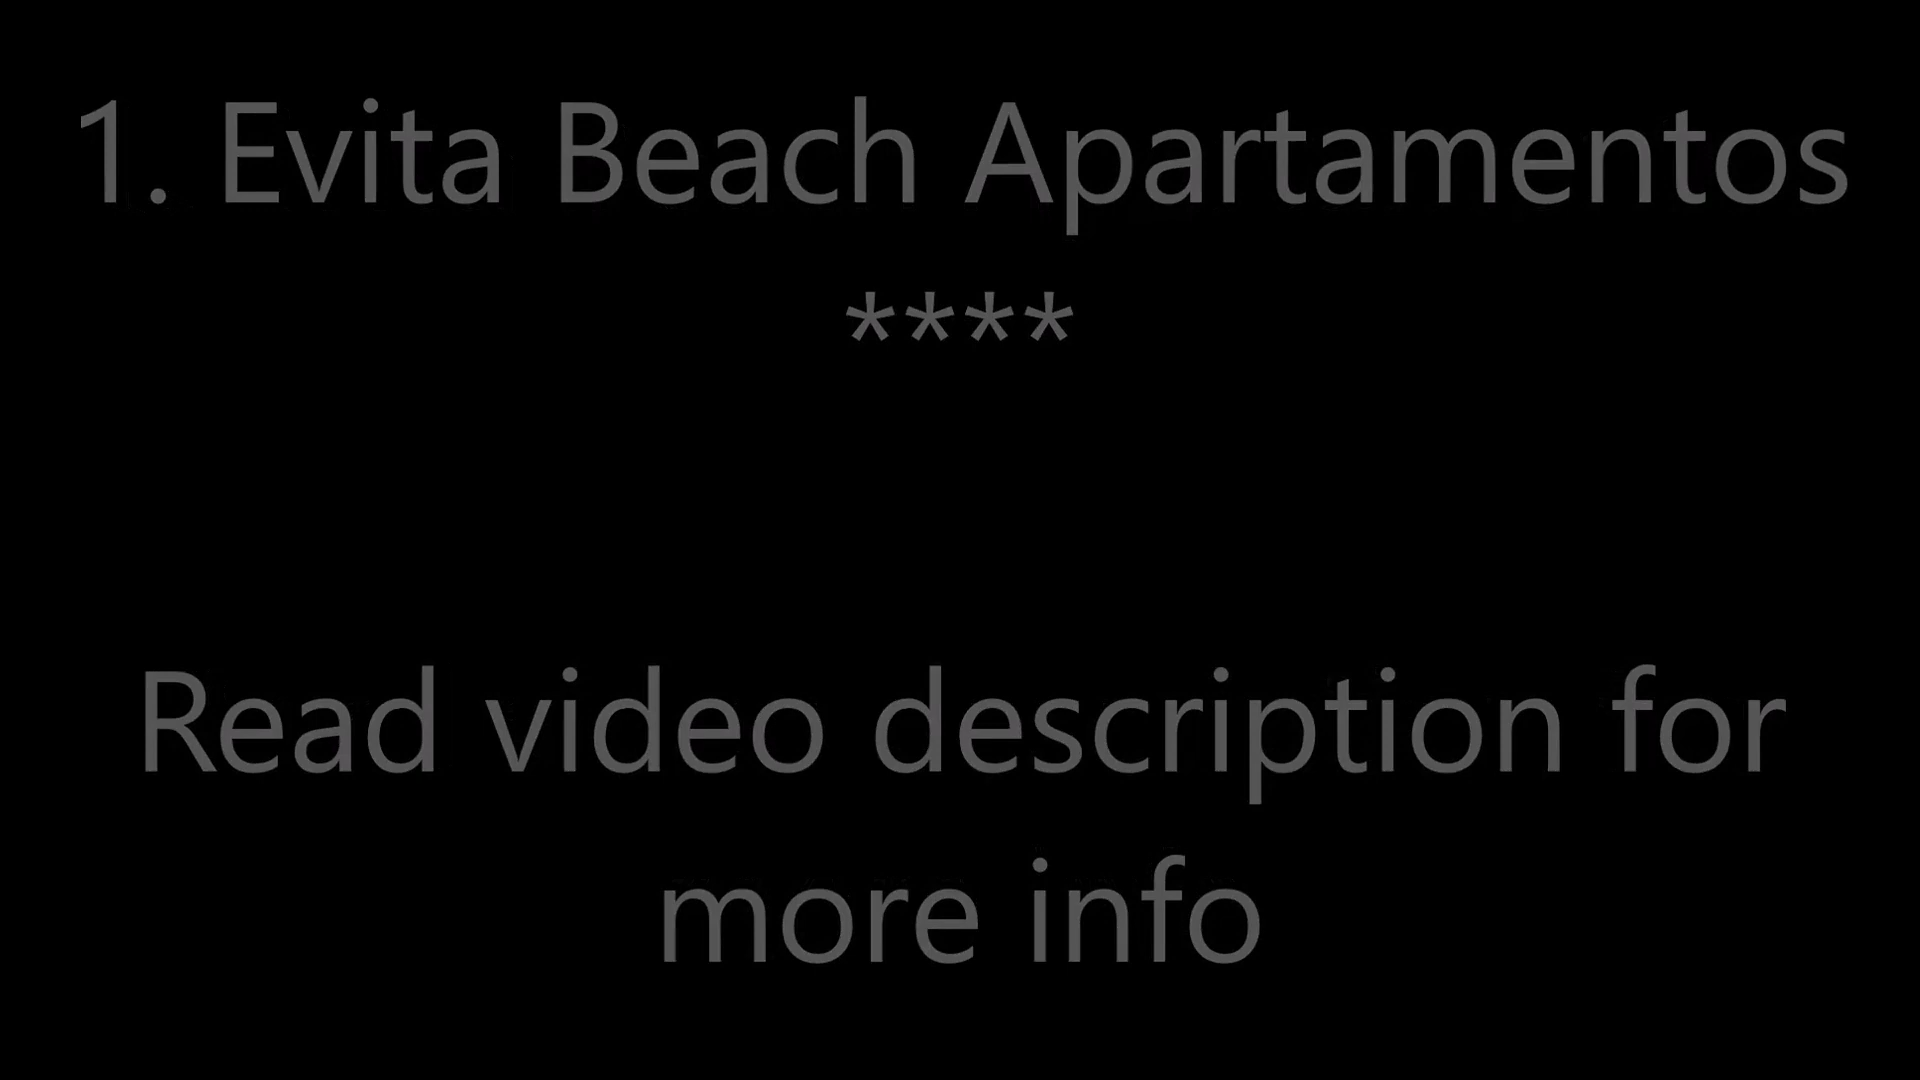 1. Evita Beach Apartamentos
****
Read video description for
more info